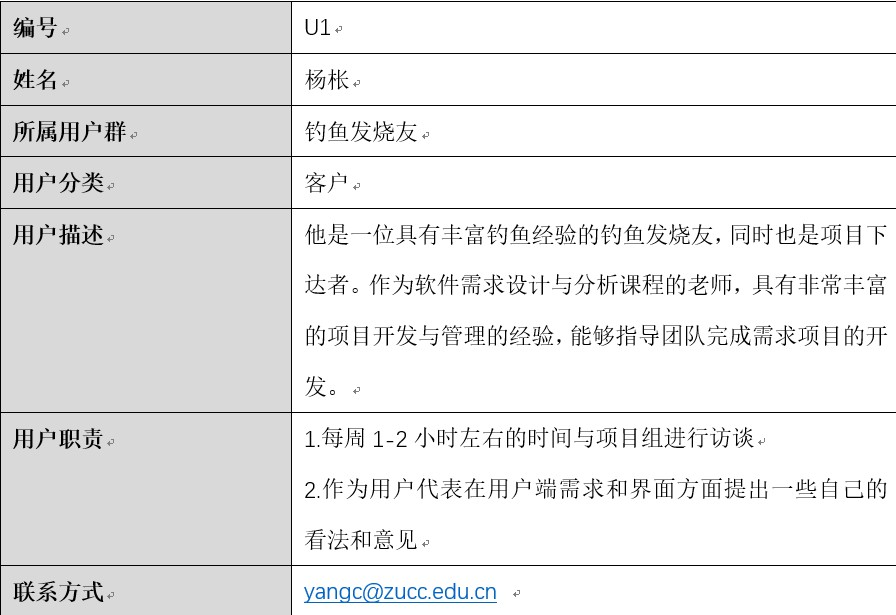 编号 U1
姓名 杨枨
所属用户群 钓鱼发烧友
用户分类 客户
用户描述 他是一位具有丰富钓鱼经验的钓鱼发烧友，同时也是项目下
达者。作为软件需求设计与分析课程的老师，具有非常丰富
的项目开发与管理的经验，能够指导团队完成需求项目的开
发。
用户职责 1.每周 1-2 小时左右的时间与项目组进行访谈
2.作为用户代表在用户端需求和界面方面提出一些自己的
看法和意见
联系方式 yangc@zucc.edu.cn